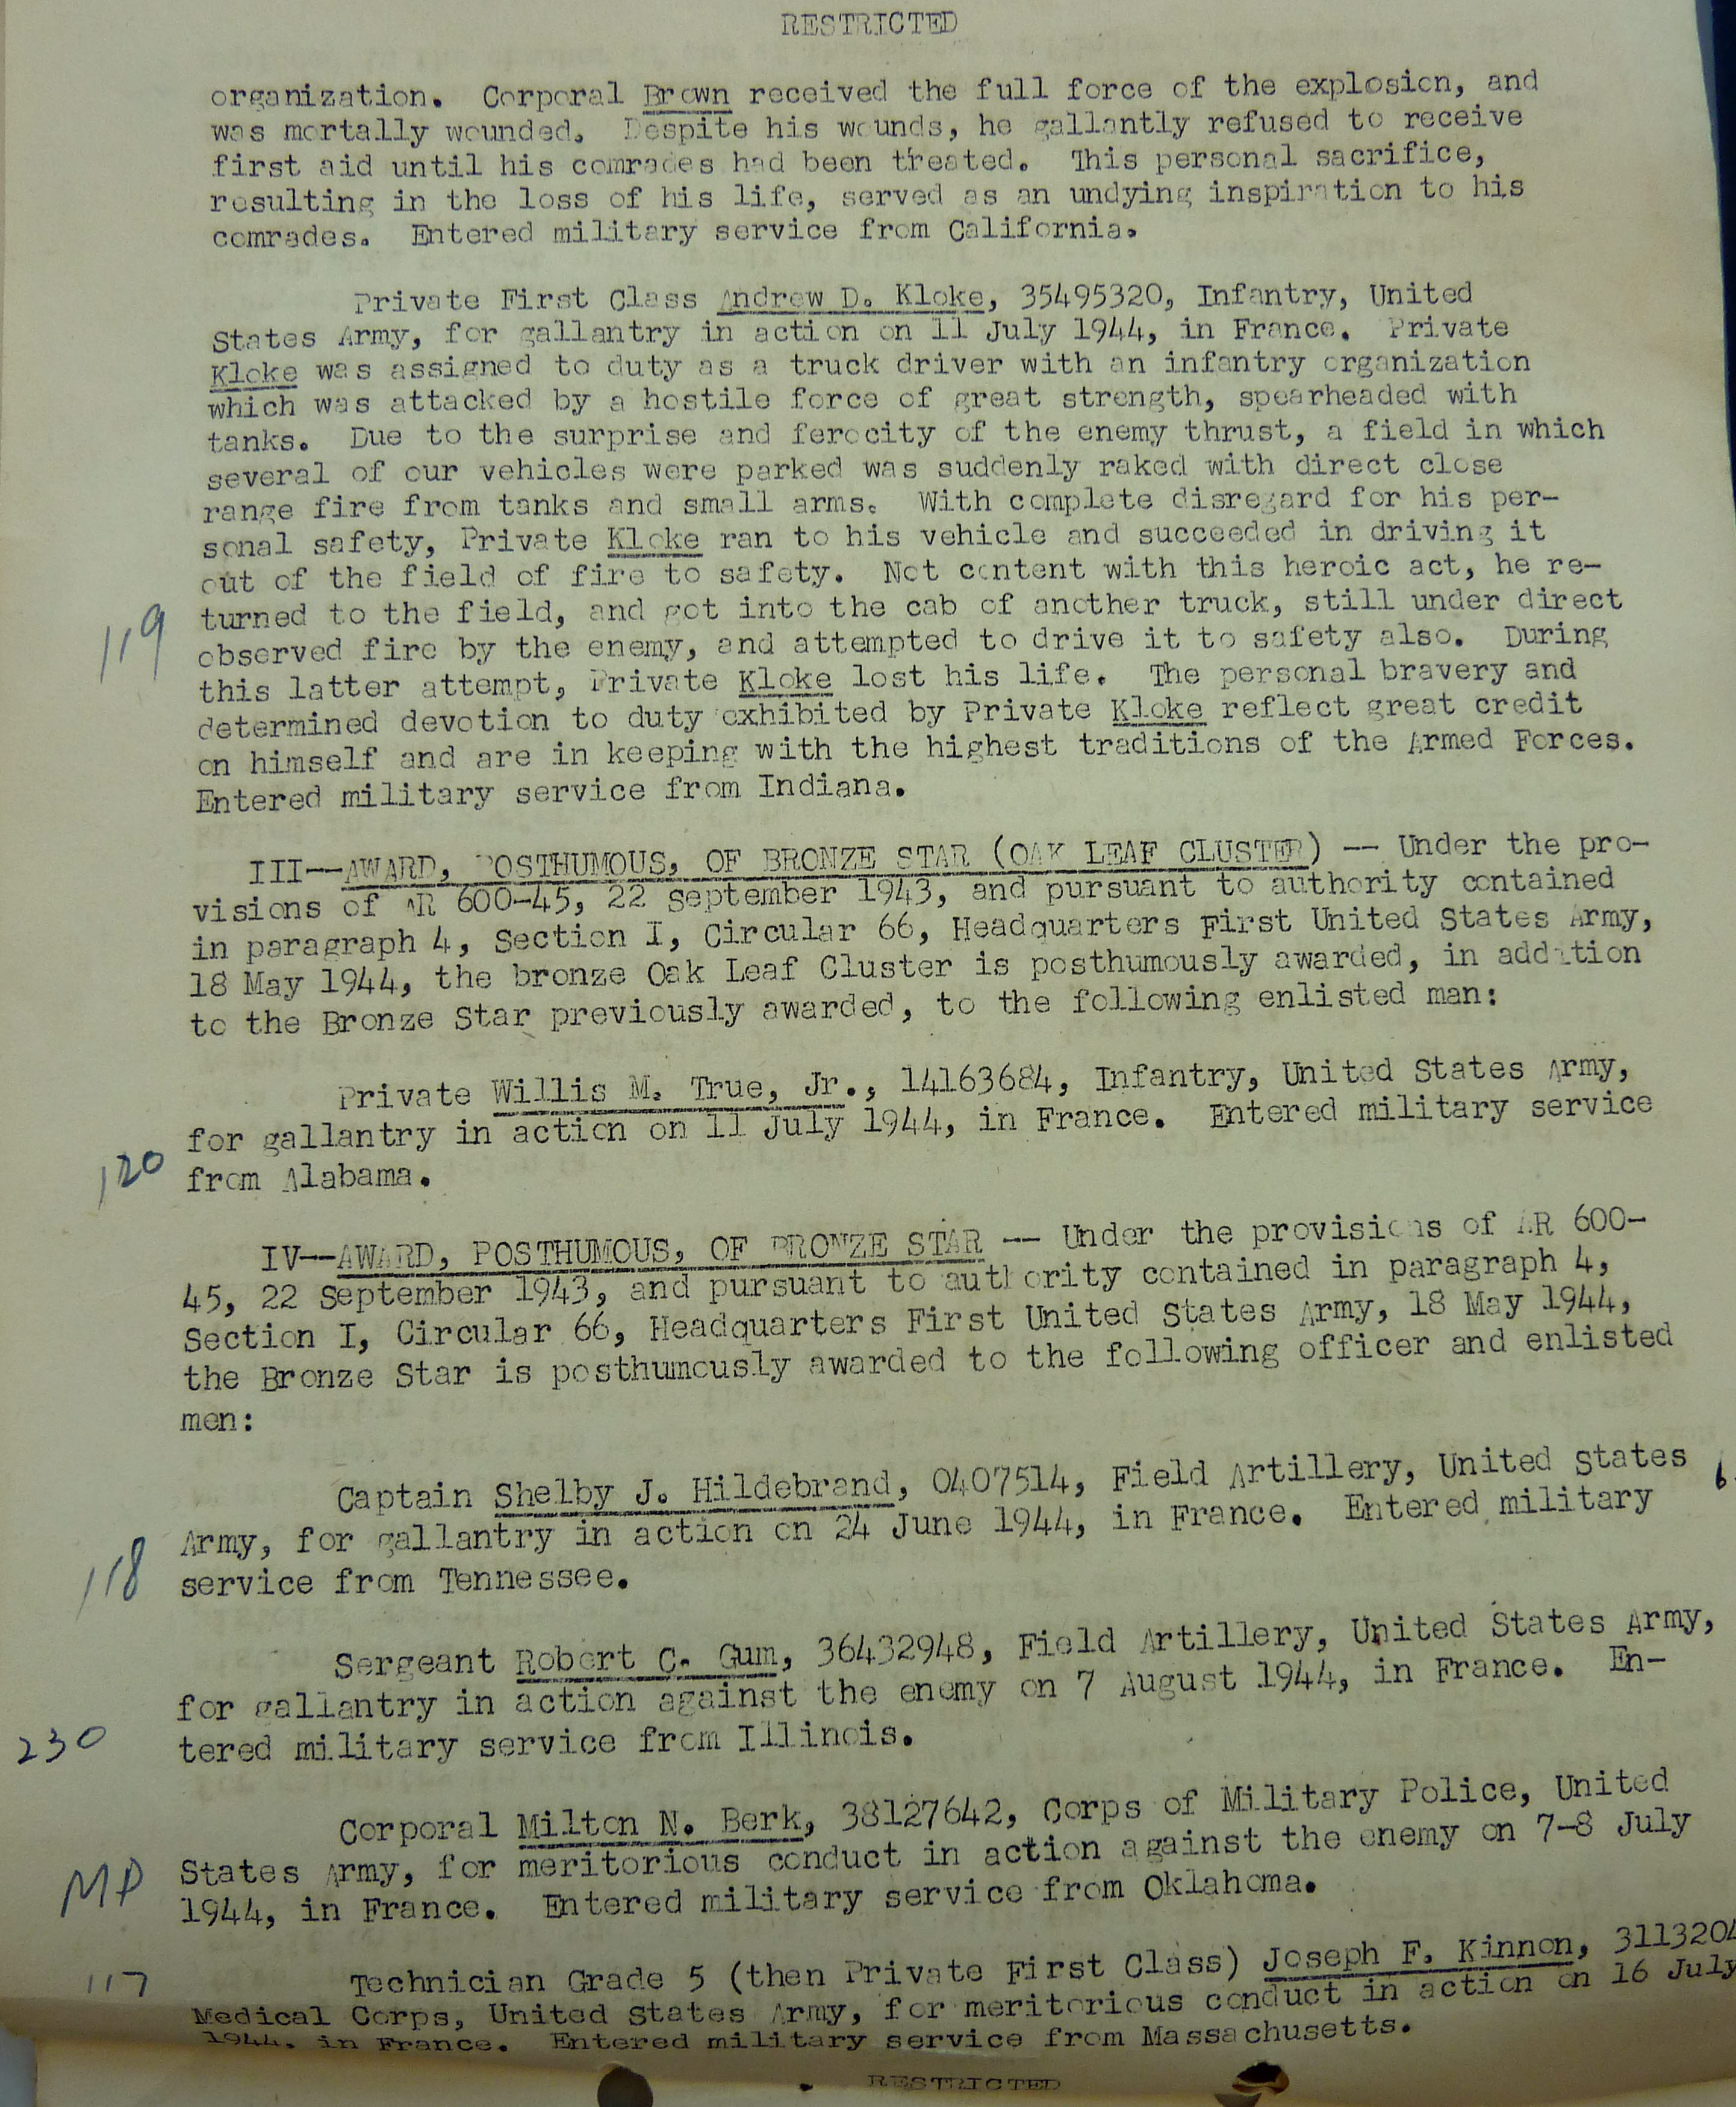 RESTRICTED
organization. Corporal Brown received the full force of the explosion, and
was mortally wounded. Despite his wounds, he gallantly refused to receive
first aid until his comrades had been treated. This personal sacrifice,
resulting in the loss of his life, served as an undying inspiration to his
comrades. Entered military service from California.
Private First Class Andrew D. Kloke, 35495320, Infantry, United
States Army, for gallantry in action on 11 July 1944, in France. Private
Kloke was assigned to duty as a truck driver with an infantry organization
which was attacked by a hostile force of great strength, spearheaded with
tanks. Due to the surprise and ferocity of the enemy thrust, a field in which
several of our vehicles were parked was suddenly raked with direct close
range fire from tanks and small arms. With complete disregard for his per-
sonal safety, Private Kloke ran to his vehicle and succeeded in driving it
out of the field of fire to safety. Not content with this heroic act, he re-
turned to the field, and got into the cab of another truck, still under direct
119
observed fire by the enemy, and attempted to drive it to safety also. During
this latter attempt, Private Kloke lost his life. The personal bravery and
determined devotion to duty exhibited by Private Kloke reflect great credit
on himself and are in keeping with the highest traditions of the Armed Forces.
Entered military service from Indiana.
III--AWARD, POSTHUMOUS, OF BRONZE STAR (OAK LEAF CLUSTER) -- Under the pro-
visions of AR 600-45, 22 September 1943, and pursuant to authority contained
in paragraph 4, Section I, Circular 66, Headquarters First United States Army,
18 May 1944, the bronze Oak Leaf Cluster is posthumously awarded, in addition
to the Bronze Star previously awarded, to the following enlisted man:
Private Willis M. True, Jr., 14163684, Infantry, United States Army,
for gallantry in action on 11 July 1944, in France. Entered military service
120 from Alabama.
IV--AWARD, POSTHUMOUS, OF BRONZE STAR -- Under the provisions of AR 600-
45, 22 September 1943, and pursuant to authority contained in paragraph 4,
Section I, Circular 66, Headquarters First United States Army, 18 May 1944,
the Bronze Star is posthumously awarded to the following officer and enlisted
men:
Captain Shelby J. Hildebrand, 0407514, Field Artillery, United States
Army, for gallantry in action on 24 June 1944, in France. Entered military
118 service from Tennessee.
Sergeant Robert C. Gum, 36432948, Field Artillery, United States Army,
for gallantry in action against the enemy on 7 August 1944, in France. En-
230 tered military service from Illinois.
Corporal Milton N. Berk, 38127642, Corps of Military Police, United
MP States Army, for meritorious conduct in action against the enemy on 7-8 July
1944, in France. Entered military service from Oklahoma.
117 Technician Grade 5 (then Private First Class) Joseph F. Kinnon, 3113204
Medical Corps, United States Army, for meritorious conduct in action on 16 July
1944, in France. Entered military service from Massachusetts.
RESTRICTED